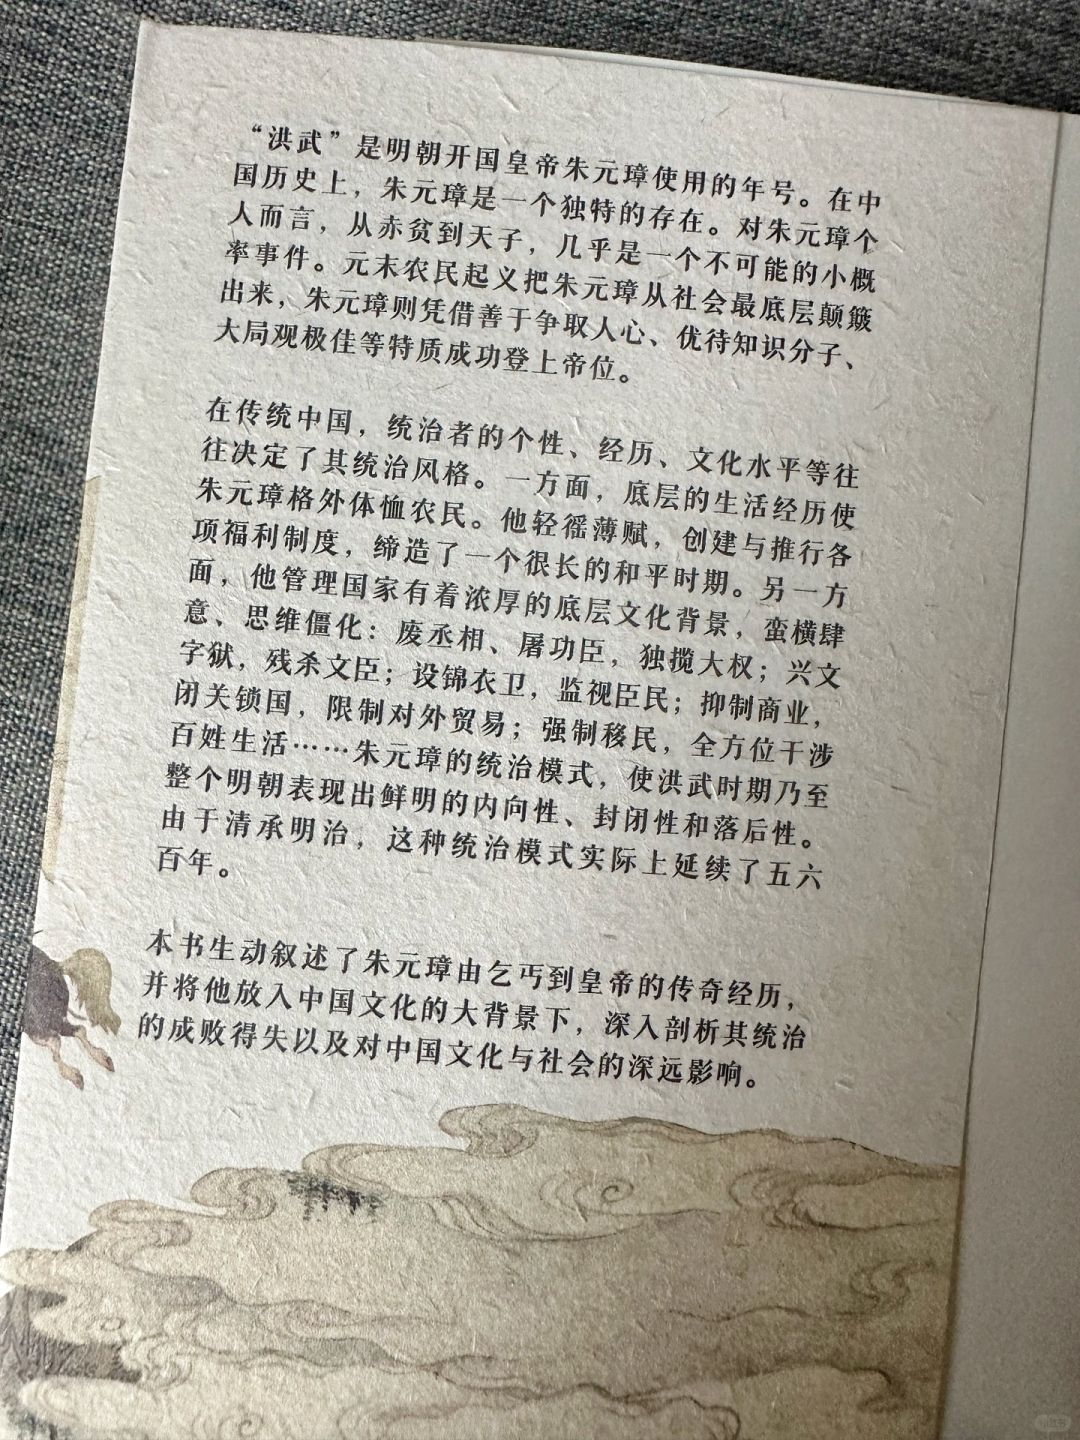 “洪武”是明朝开国皇帝朱元璋使用的年号。在中
国历史上，朱元璋是一个独特的存在。对朱元璋个
人而言，从赤贫到天子，几乎是一个不可能的小概
率事件。元末农民起义把朱元璋从社会最底层颠簸
出来，朱元璋则凭借善于争取人心、优待知识分子、
大局观极佳等特质成功登上帝位。
在传统中国，统治者的个性、经历、文化水平等往
往决定了其统治风格。一方面，底层的生活经历使
朱元璋格外体恤农民。他轻徭薄赋，创建与推行各
项福利制度，缔造了一个很长的和平时期。另一方
面，他管理国家有着浓厚的底层文化背景，蛮横肆
意、思维僵化：废丞相、屠功臣，独揽大权；兴文
字狱，残杀文臣；设锦衣卫，监视臣民；抑制商业，
闭关锁国，限制对外贸易；强制移民，全方位干涉
百姓生活……朱元璋的统治模式，使洪武时期乃至
整个明朝表现出鲜明的内向性、封闭性和落后性。
由于清承明治，这种统治模式实际上延续了五六
百年。
本书生动叙述了朱元璋由乞丐到皇帝的传奇经历，
并将他放入中国文化的大背景下，深入剖析其统治
的成败得失以及对中国文化与社会的深远影响。
小红书